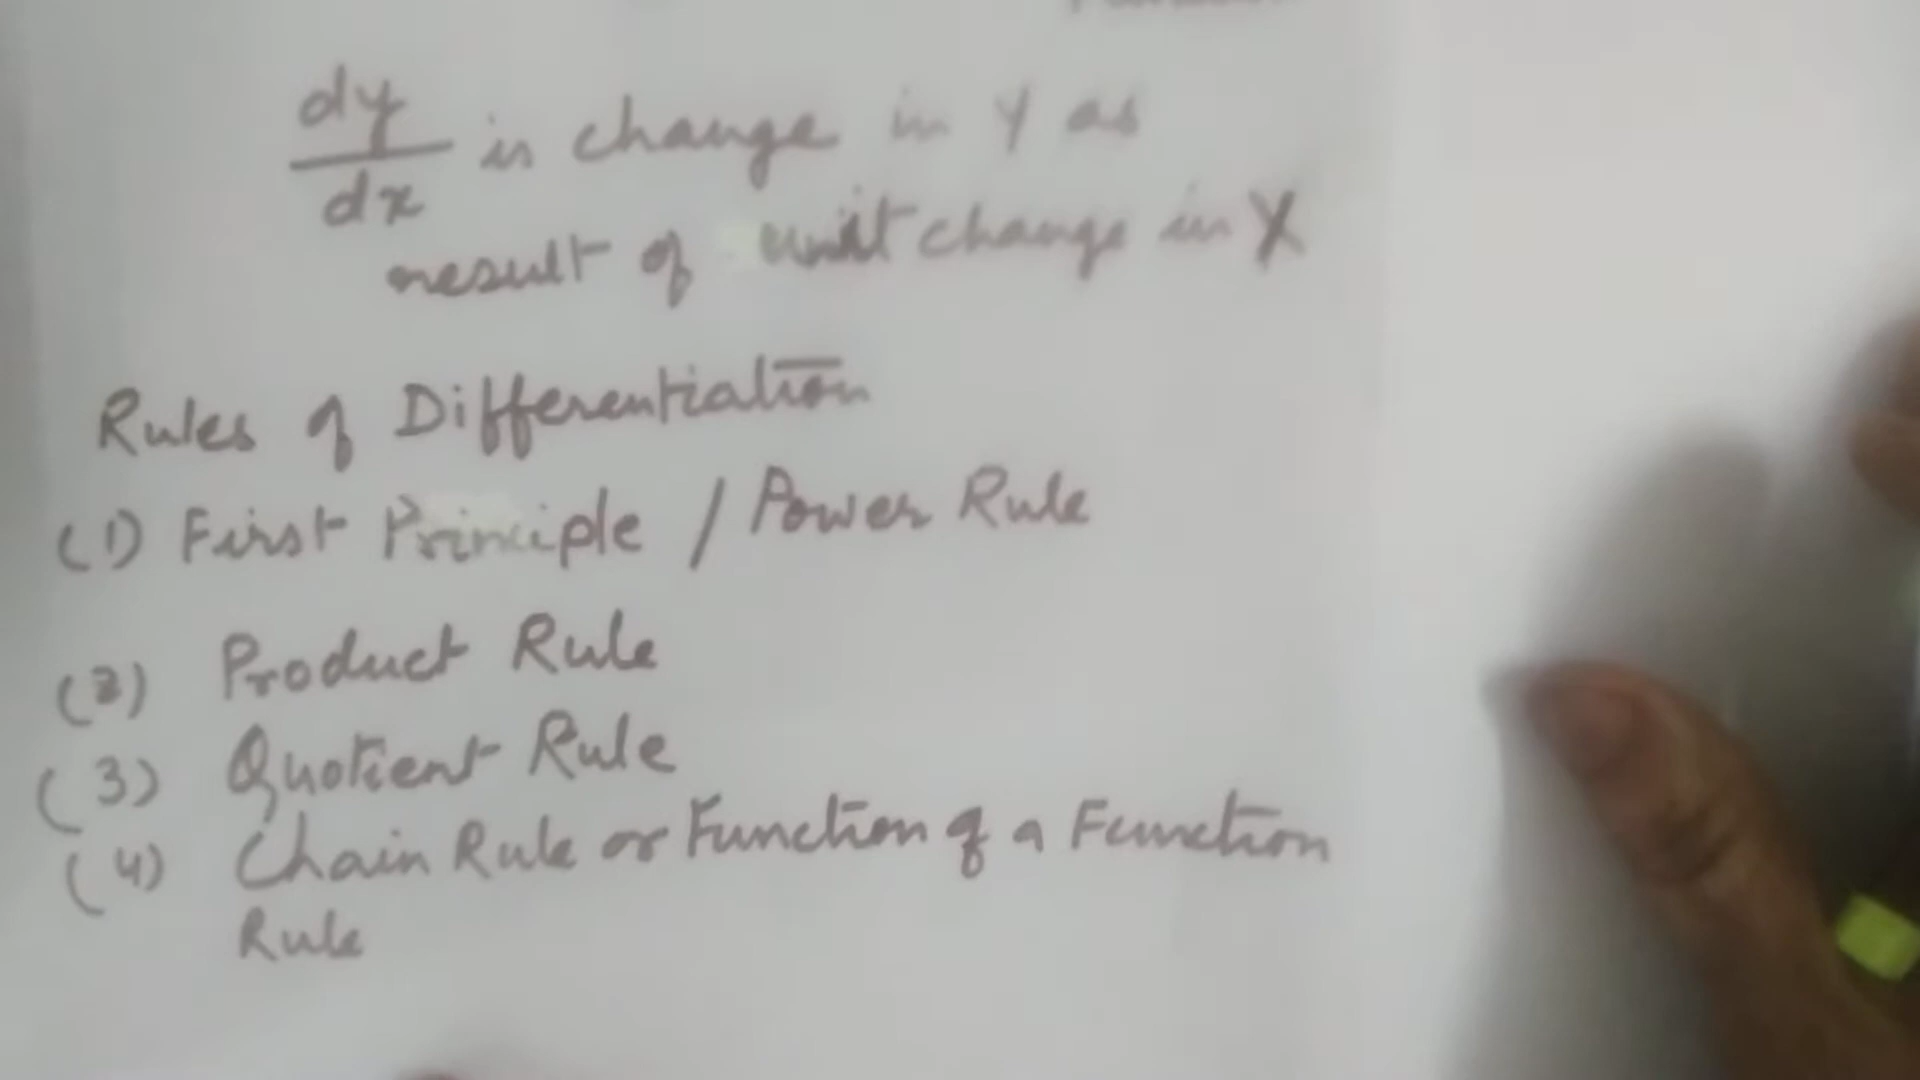 dy/dx is change in Y as
result of unit change in X
Rules of Differentiation
(1) First Principle / Power Rule
(2) Product Rule
(3) Quotient Rule
(4) Chain Rule or Function of a Function
Rule